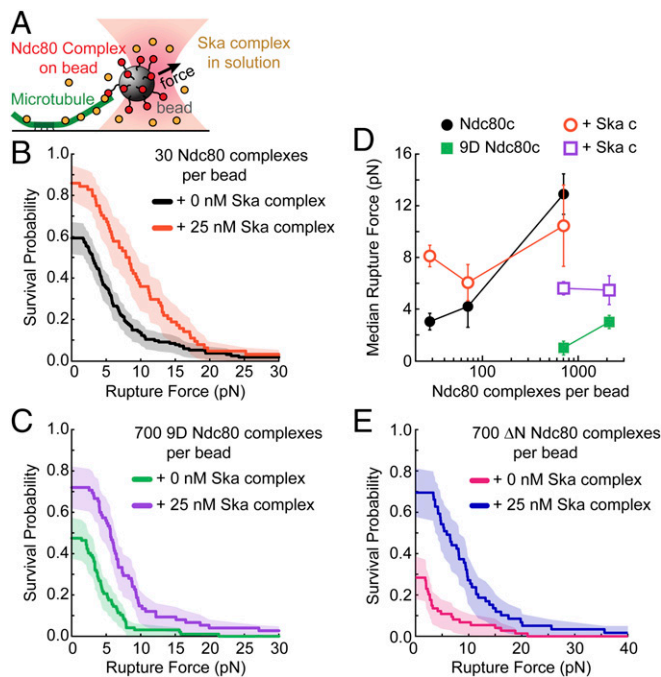 A
Ndc80 Complex
on bead
Ska complex
in solution
force
bead
Microtubule
B
30 Ndc80 complexes
per bead
+ 0 nM Ska complex
+ 25 nM Ska complex
Survival Probability
1.0
0.8
0.6
0.4
0.2
0.0
0 5 10 15 20 25 30
Rupture Force (pN)
D
Ndc80c + Ska c
9D Ndc80c + Ska c
Median Rupture Force (pN)
16
12
8
4
0
100 1000
Ndc80 complexes per bead
C
700 9D Ndc80 complexes
per bead
+ 0 nM Ska complex
+ 25 nM Ska complex
Survival Probability
1.0
0.8
0.6
0.4
0.2
0.0
0 5 10 15 20 25 30
Rupture Force (pN)
E
700 ΔN Ndc80 complexes
per bead
+ 0 nM Ska complex
+ 25 nM Ska complex
Survival Probability
1.0
0.8
0.6
0.4
0.2
0.0
0 10 20 30 40
Rupture Force (pN)